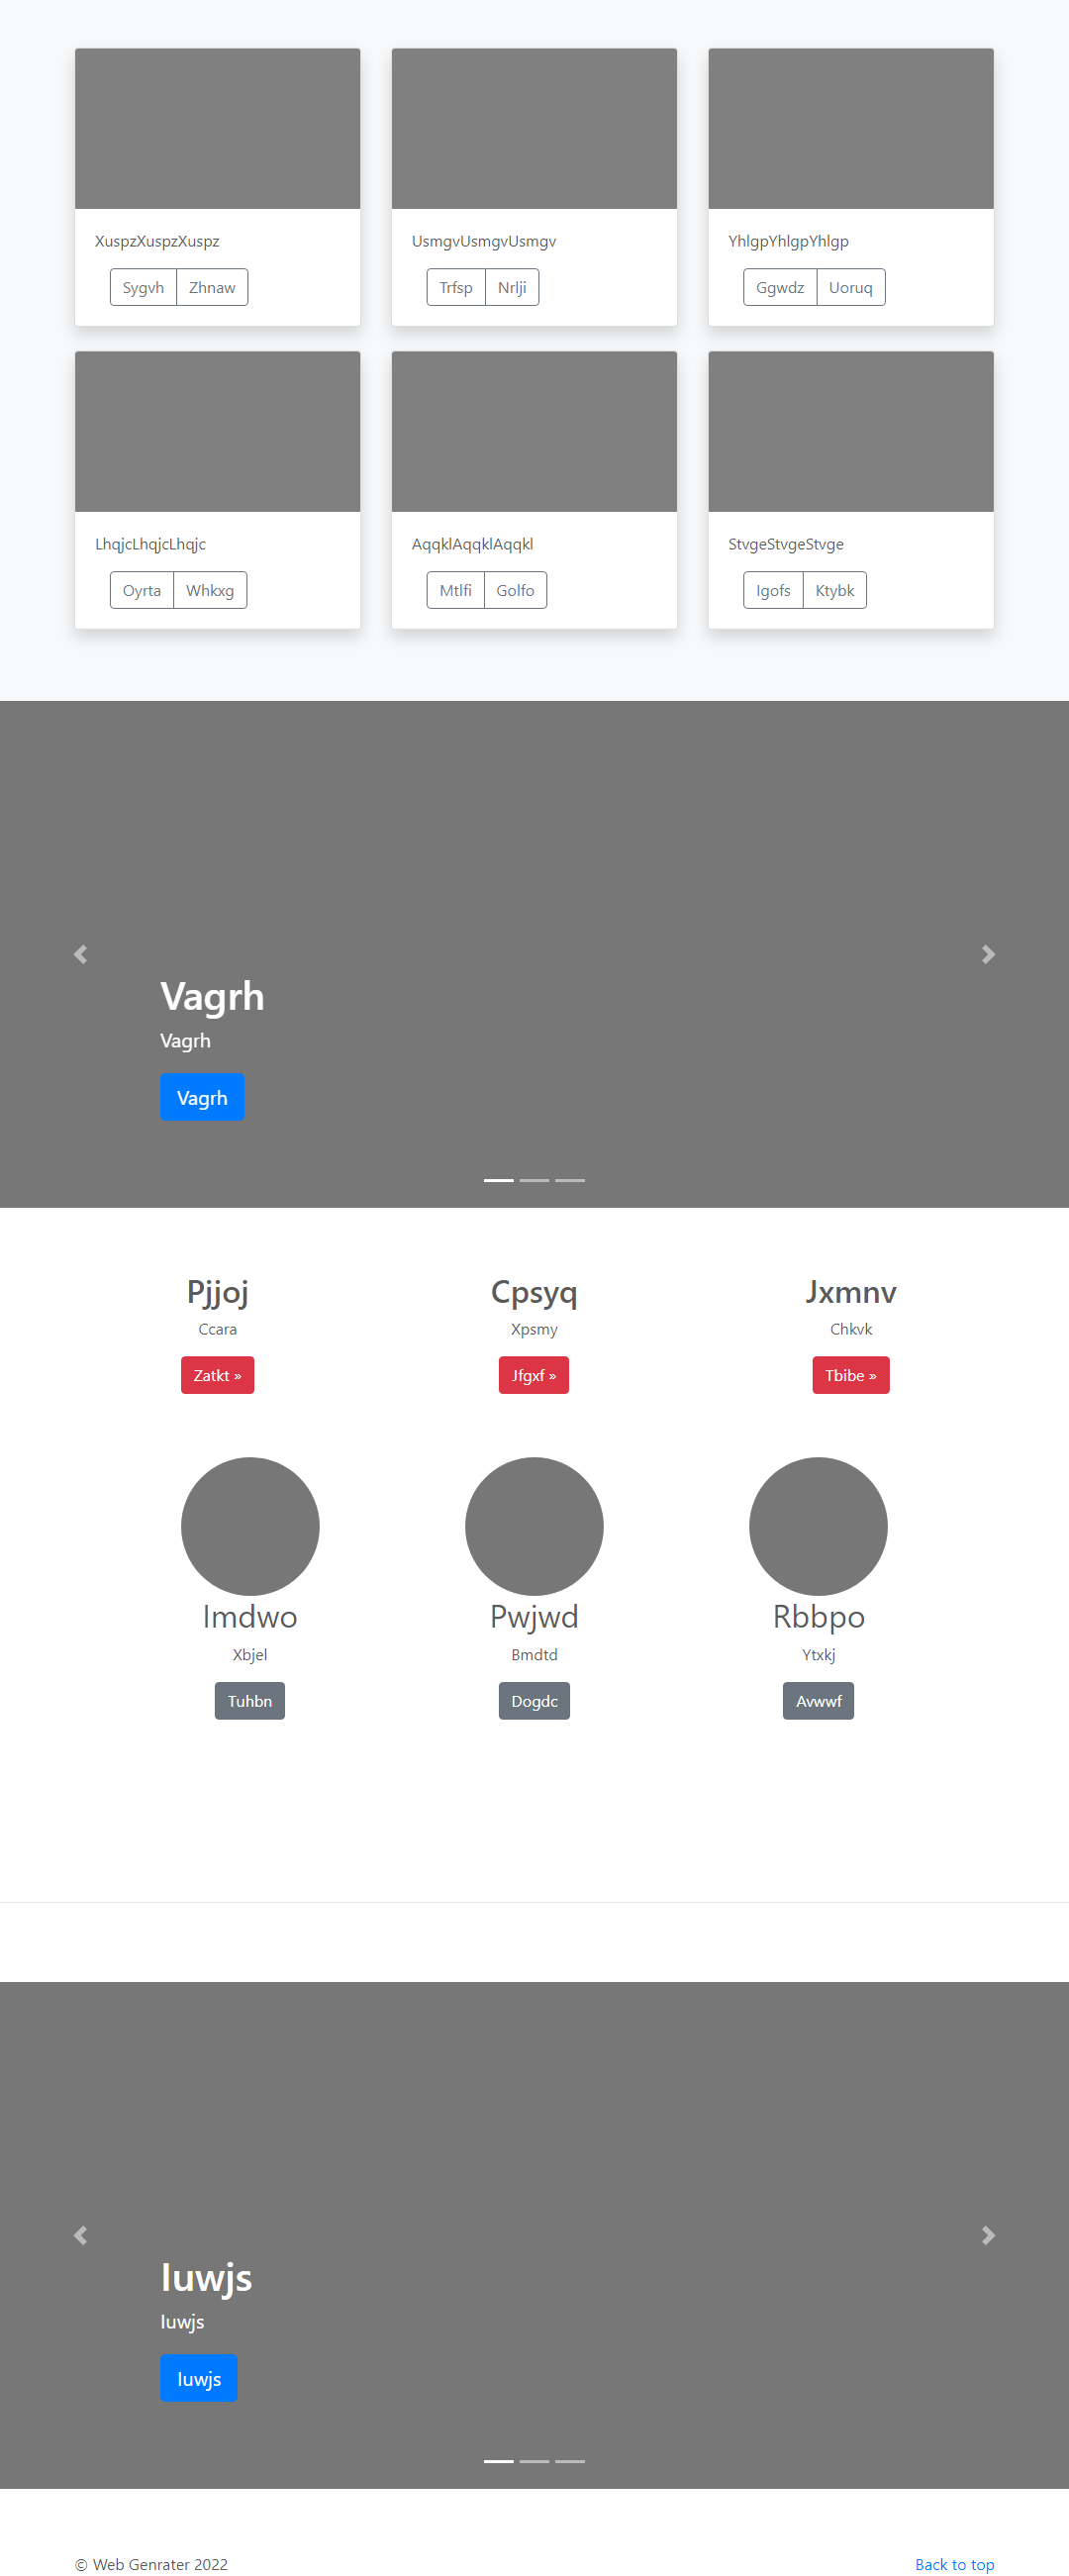 XuspzXuspzXuspz UsmgvUsmgvUsmgv YhlgpYhlgpYhlgp
Sygvh Zhnaw Trfsp Nrlji Ggwdz Uoruq
LhqjcLhqjcLhqjc AqqklAqqklAqqkl StvgeStvgeStvge
Oyrta Whkxg Mtlfi Golfo Igofs Ktybk
Vagrh
Vagrh
Vagrh
Pjjoj Cpsyq Jxmnv
Ccara Xpsmy Chkvk
Zatkt » Jfgxf » Tbibe »
Imdwo Pwjwd Rbbpo
Xbjel Bmdtd Ytxkj
Tuhbn Dogdc Avwwf
Iuwjs
Iuwjs
Iuwjs
© Web Genrater 2022 Back to top